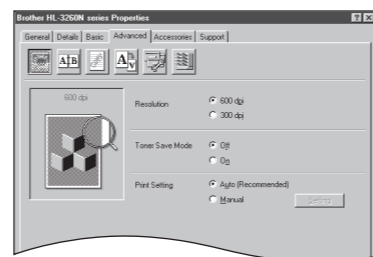 Brother HL-3260N series Properties
General Details Basic Advanced Accessories Support
A B
A
600 dpi
Resolution
600 dpi
300 dpi
Toner Save Mode
Off
On
Print Setting
Auto (Recommended)
Manual
Setting